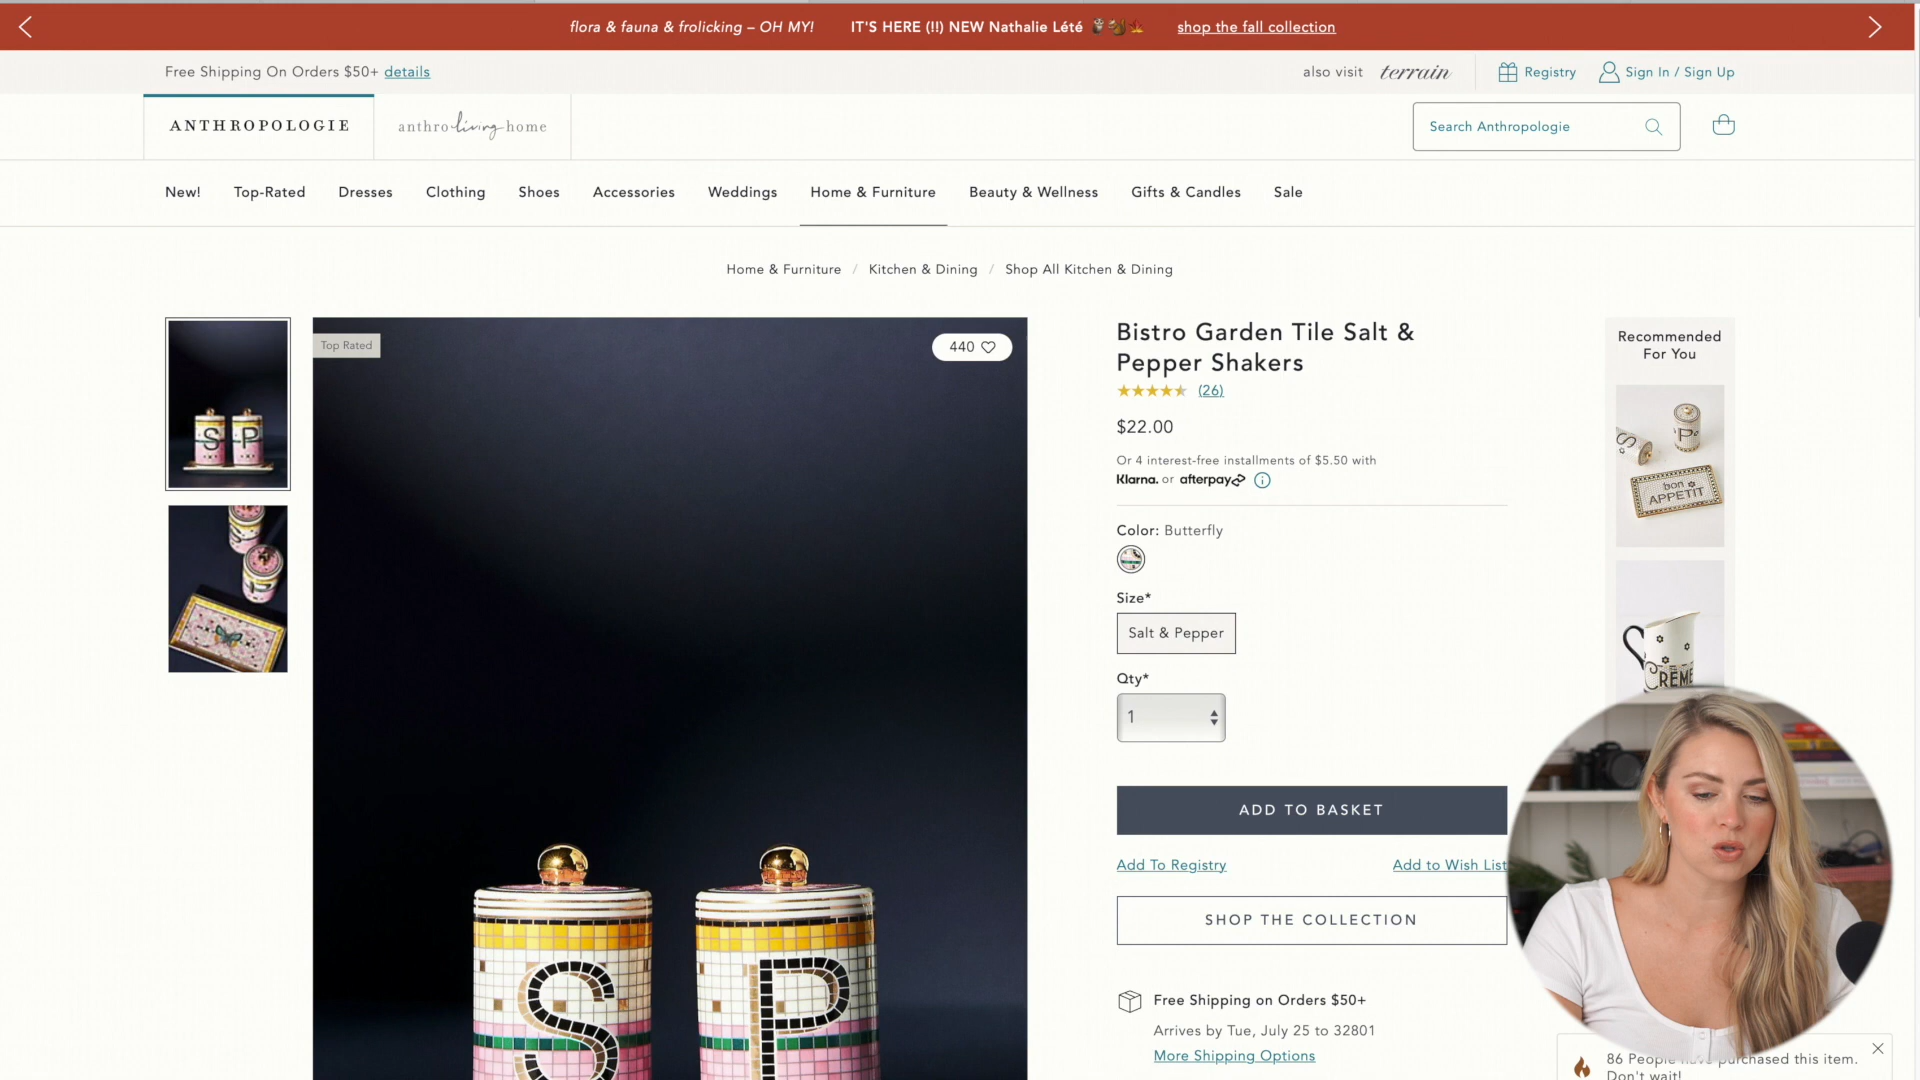 flora & fauna & frolicking – OH MY! IT'S HERE (!!) NEW Nathalie Lété shop the fall collection
Free Shipping On Orders $50+ details
also visit terrain Registry Sign In / Sign Up
ANTHROPOLOGIE
anthroliving home
Search Anthropologie
New! Top-Rated Dresses Clothing Shoes Accessories Weddings Home & Furniture Beauty & Wellness Gifts & Candles Sale
Home & Furniture / Kitchen & Dining / Shop All Kitchen & Dining
Top Rated
440
S P
S
P
Bistro Garden Tile Salt &
Pepper Shakers
(26)
$22.00
Or 4 interest-free installments of $5.50 with
Klarna. or afterpay
Color: Butterfly
Size*
Salt & Pepper
Qty*
1
ADD TO BASKET
Add To Registry Add to Wish List
SHOP THE COLLECTION
Free Shipping on Orders $50+
Arrives by Tue, July 25 to 32801
More Shipping Options
Recommended
For You
S
P
bon
APPETIT
CRÈME
86 People have purchased this item.
Don't wait!